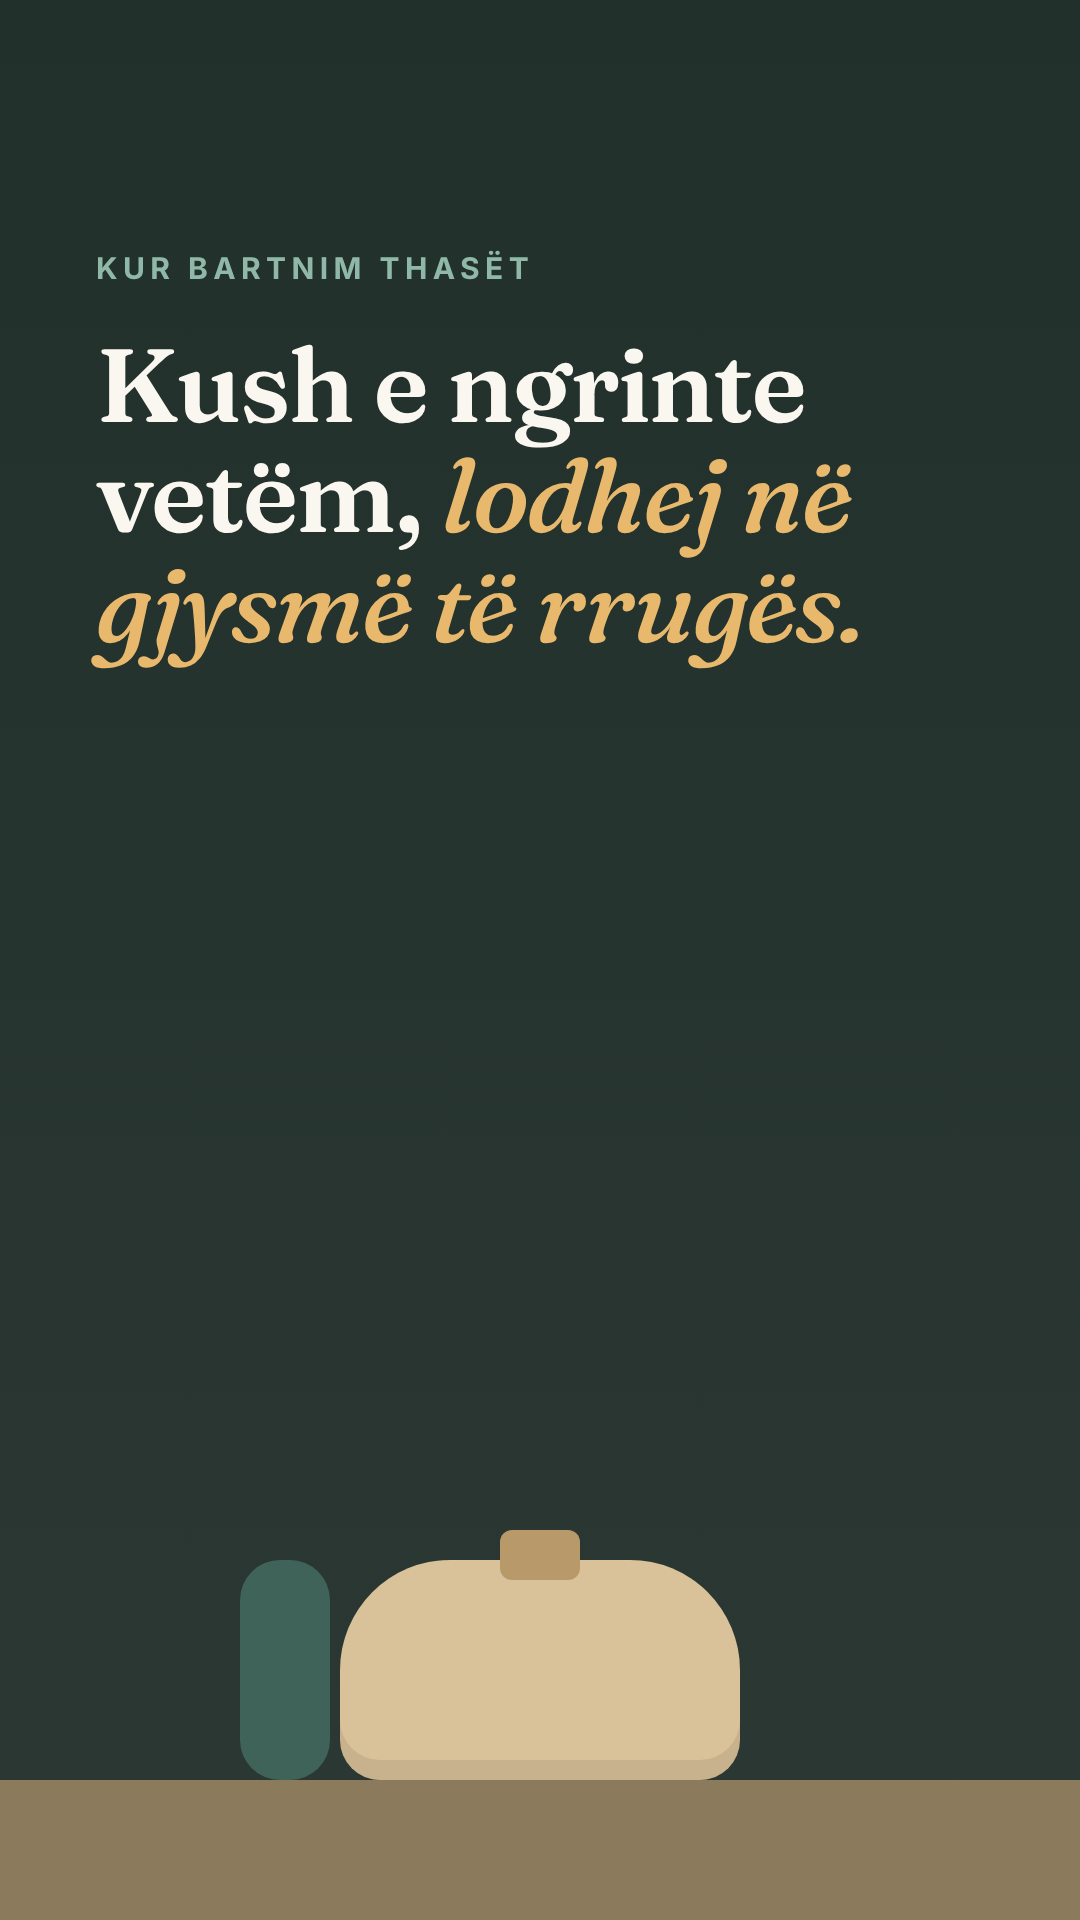 KUR BARTNIM THASËT
Kush e ngrinte
vetëm, lodhej në
gjysmë të rrugës.